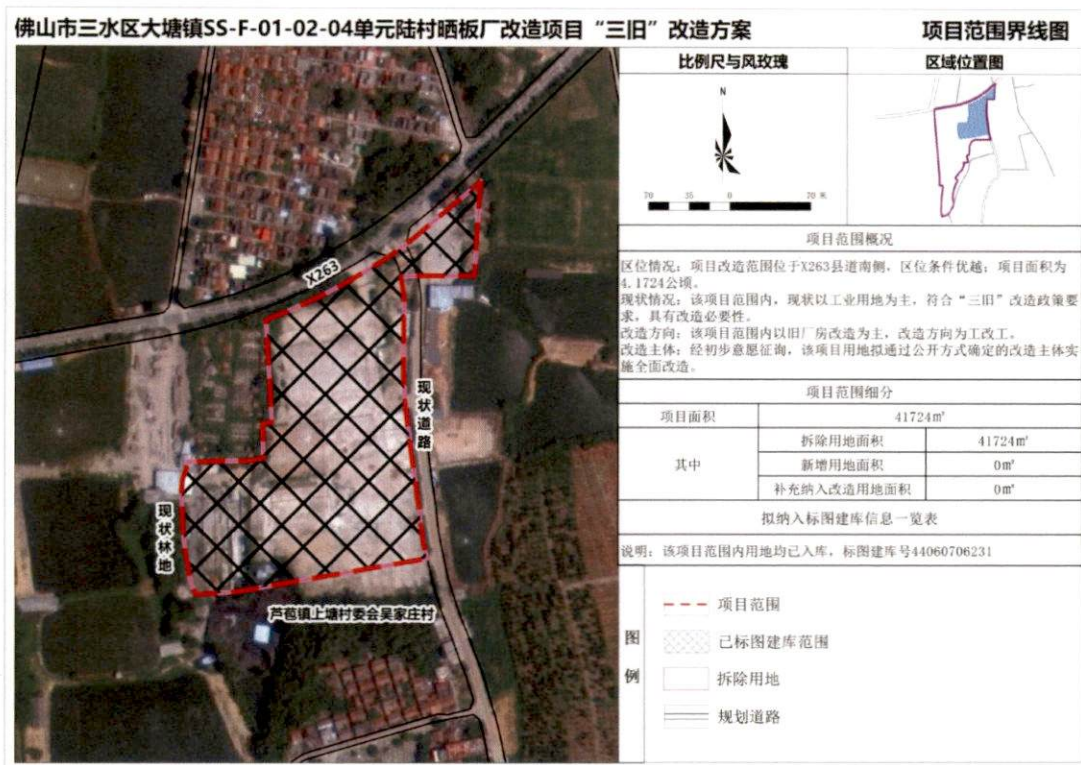 佛山市三水区大塘镇SS-F-01-02-04单元陆村晒板厂改造项目“三旧”改造方案
项目范围界线图
比例尺与风玫瑰
区域位置图
N
70 35 0 70 米
项目范围概况
区位情况：项目改造范围位于X263县道南侧，区位条件优越；项目面积为
4.1724公顷。
现状情况：该项目范围内，现状以工业用地为主，符合“三旧”改造政策要
求，具有改造必要性。
改造方向：该项目范围内以旧厂房改造为主，改造方向为工改工。
改造主体：经初步意愿征询，该项目用地拟通过公开方式确定的改造主体实
施全面改造。
项目范围细分
项目面积 41724㎡
其中
拆除用地面积 41724㎡
新增用地面积 0㎡
补充纳入改造用地面积 0㎡
拟纳入标图建库信息一览表
说明：该项目范围内用地均已入库，标图建库号44060706231
图例
项目范围
已标图建库范围
拆除用地
规划道路
X263
现状道路
现状林地
芦苞镇上塘村委会吴家庄村